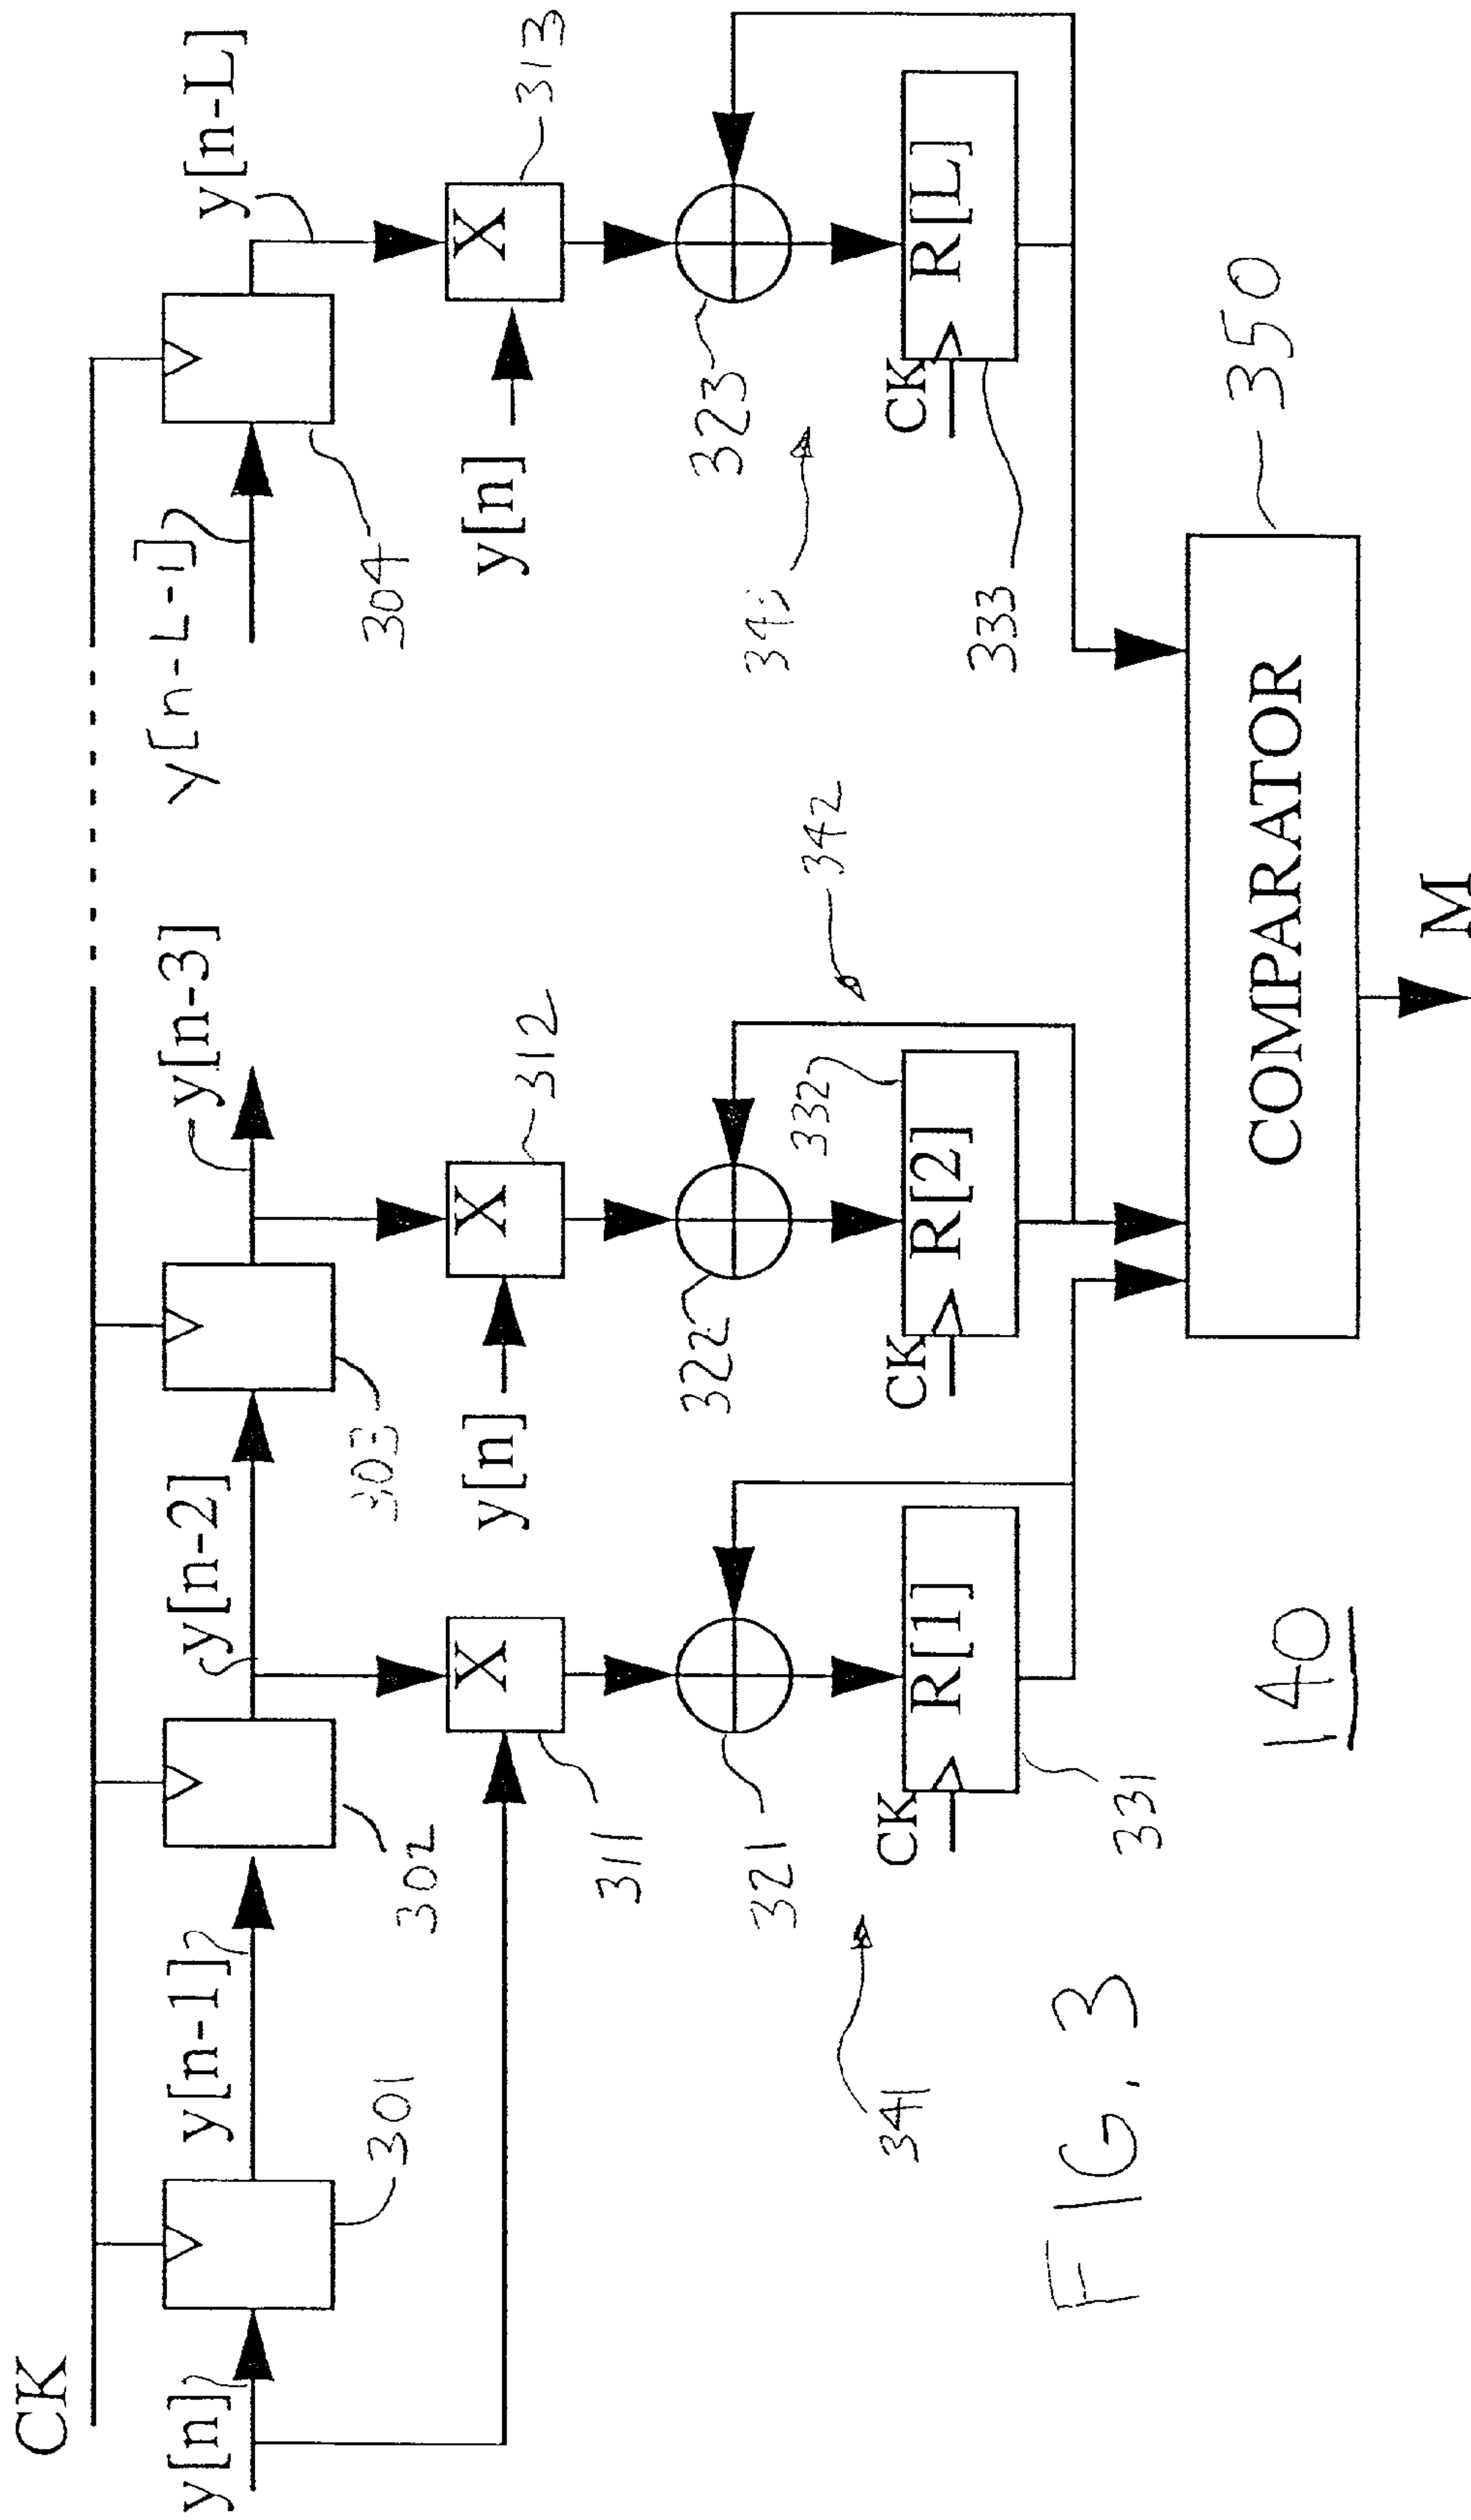 CK
y[n]
y[n-1]
y[n-2]
y[n-3]
y[n-L-1]
y[n-L]
301
302
303
304
X
X
X
y[n]
y[n]
311
312
313
321
322
323
CK
R[1]
CK
R[2]
CK
R[L]
331
332
333
341
342
COMPARATOR
350
M
140
FIG. 3